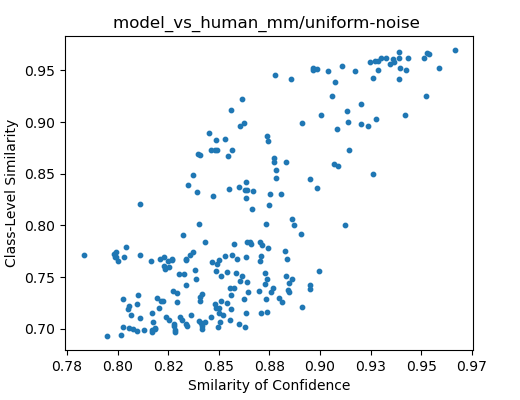 model_vs_human_mm/uniform-noise
Class-Level Similarity
0.95
0.90
0.85
0.80
0.75
0.70
0.78 0.80 0.82 0.85 0.88 0.90 0.93 0.95 0.97
Smilarity of Confidence